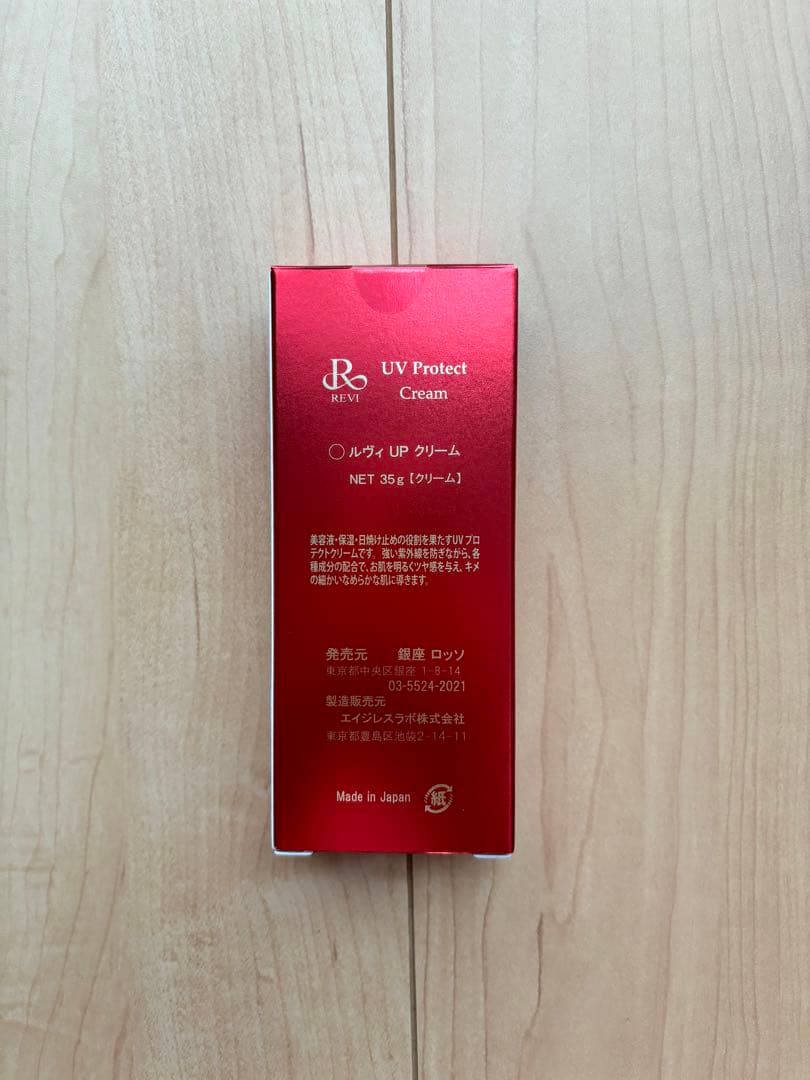 R
REVI
UV Protect
Cream
○ ルヴィ UP クリーム
NET 35g【クリーム】
美容液・保湿・日焼け止めの役割を果たすUV プロ
テクトクリームです。強い紫外線を防ぎながら、各
種成分の配合で、お肌を明るくツヤ感を与え、キメ
の細かいなめらかな肌に導きます。
発売元 銀座 ロッソ
東京都中央区銀座 1-8-14
03-5524-2021
製造販売元
エイジレスラボ株式会社
東京都豊島区池袋2-14-11
Made in Japan 紙